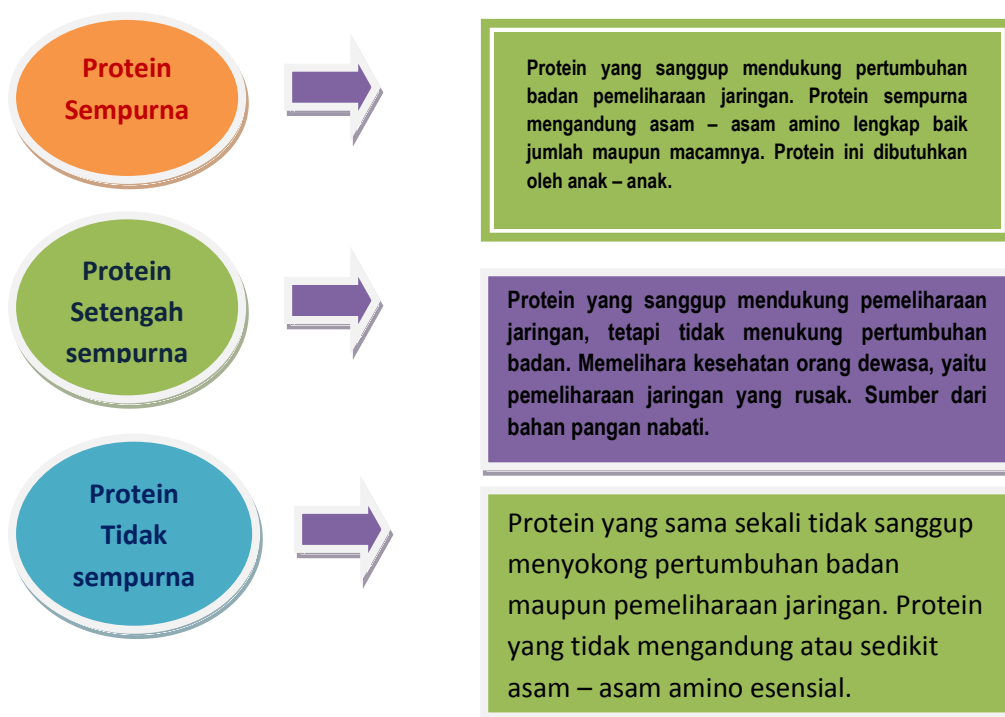 Protein
Sempurna
Protein yang sanggup mendukung pertumbuhan
badan pemeliharaan jaringan. Protein sempurna
mengandung asam – asam amino lengkap baik
jumlah maupun macamnya. Protein ini dibutuhkan
oleh anak – anak.
Protein
Setengah
sempurna
Protein yang sanggup mendukung pemeliharaan
jaringan, tetapi tidak menukung pertumbuhan
badan. Memelihara kesehatan orang dewasa, yaitu
pemeliharaan jaringan yang rusak. Sumber dari
bahan pangan nabati.
Protein
Tidak
sempurna
Protein yang sama sekali tidak sanggup
menyokong pertumbuhan badan
maupun pemeliharaan jaringan. Protein
yang tidak mengandung atau sedikit
asam – asam amino esensial.